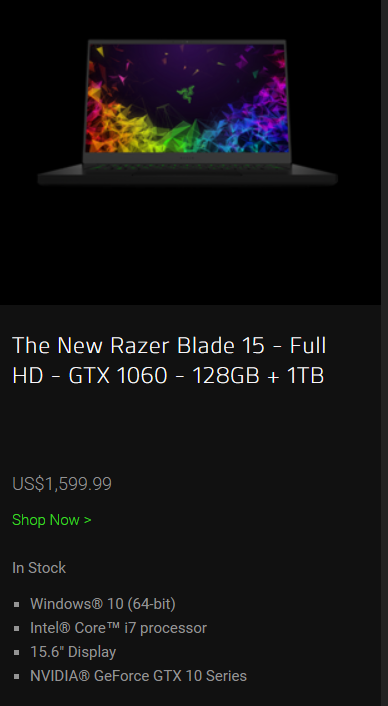 The New Razer Blade 15 - Full
HD - GTX 1060 - 128GB + 1TB
US$1,599.99
Shop Now >
In Stock
Windows® 10 (64-bit)
Intel® Core™ i7 processor
15.6" Display
NVIDIA® GeForce GTX 10 Series